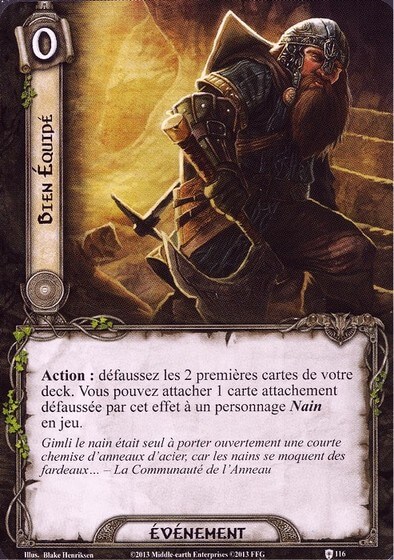 0
Bien Équipé
Action : défaussez les 2 premières cartes de votre
deck. Vous pouvez attacher 1 carte attachement
défaussée par cet effet à un personnage Nain
en jeu.
Gimli le nain était seul à porter ouvertement une courte
chemise d’anneaux d’acier, car les nains se moquent des
fardeaux… – La Communauté de l’Anneau
Événement
Illus. Blake Henriksen ©2013 Middle-earth Enterprises ©2013 FFG 116